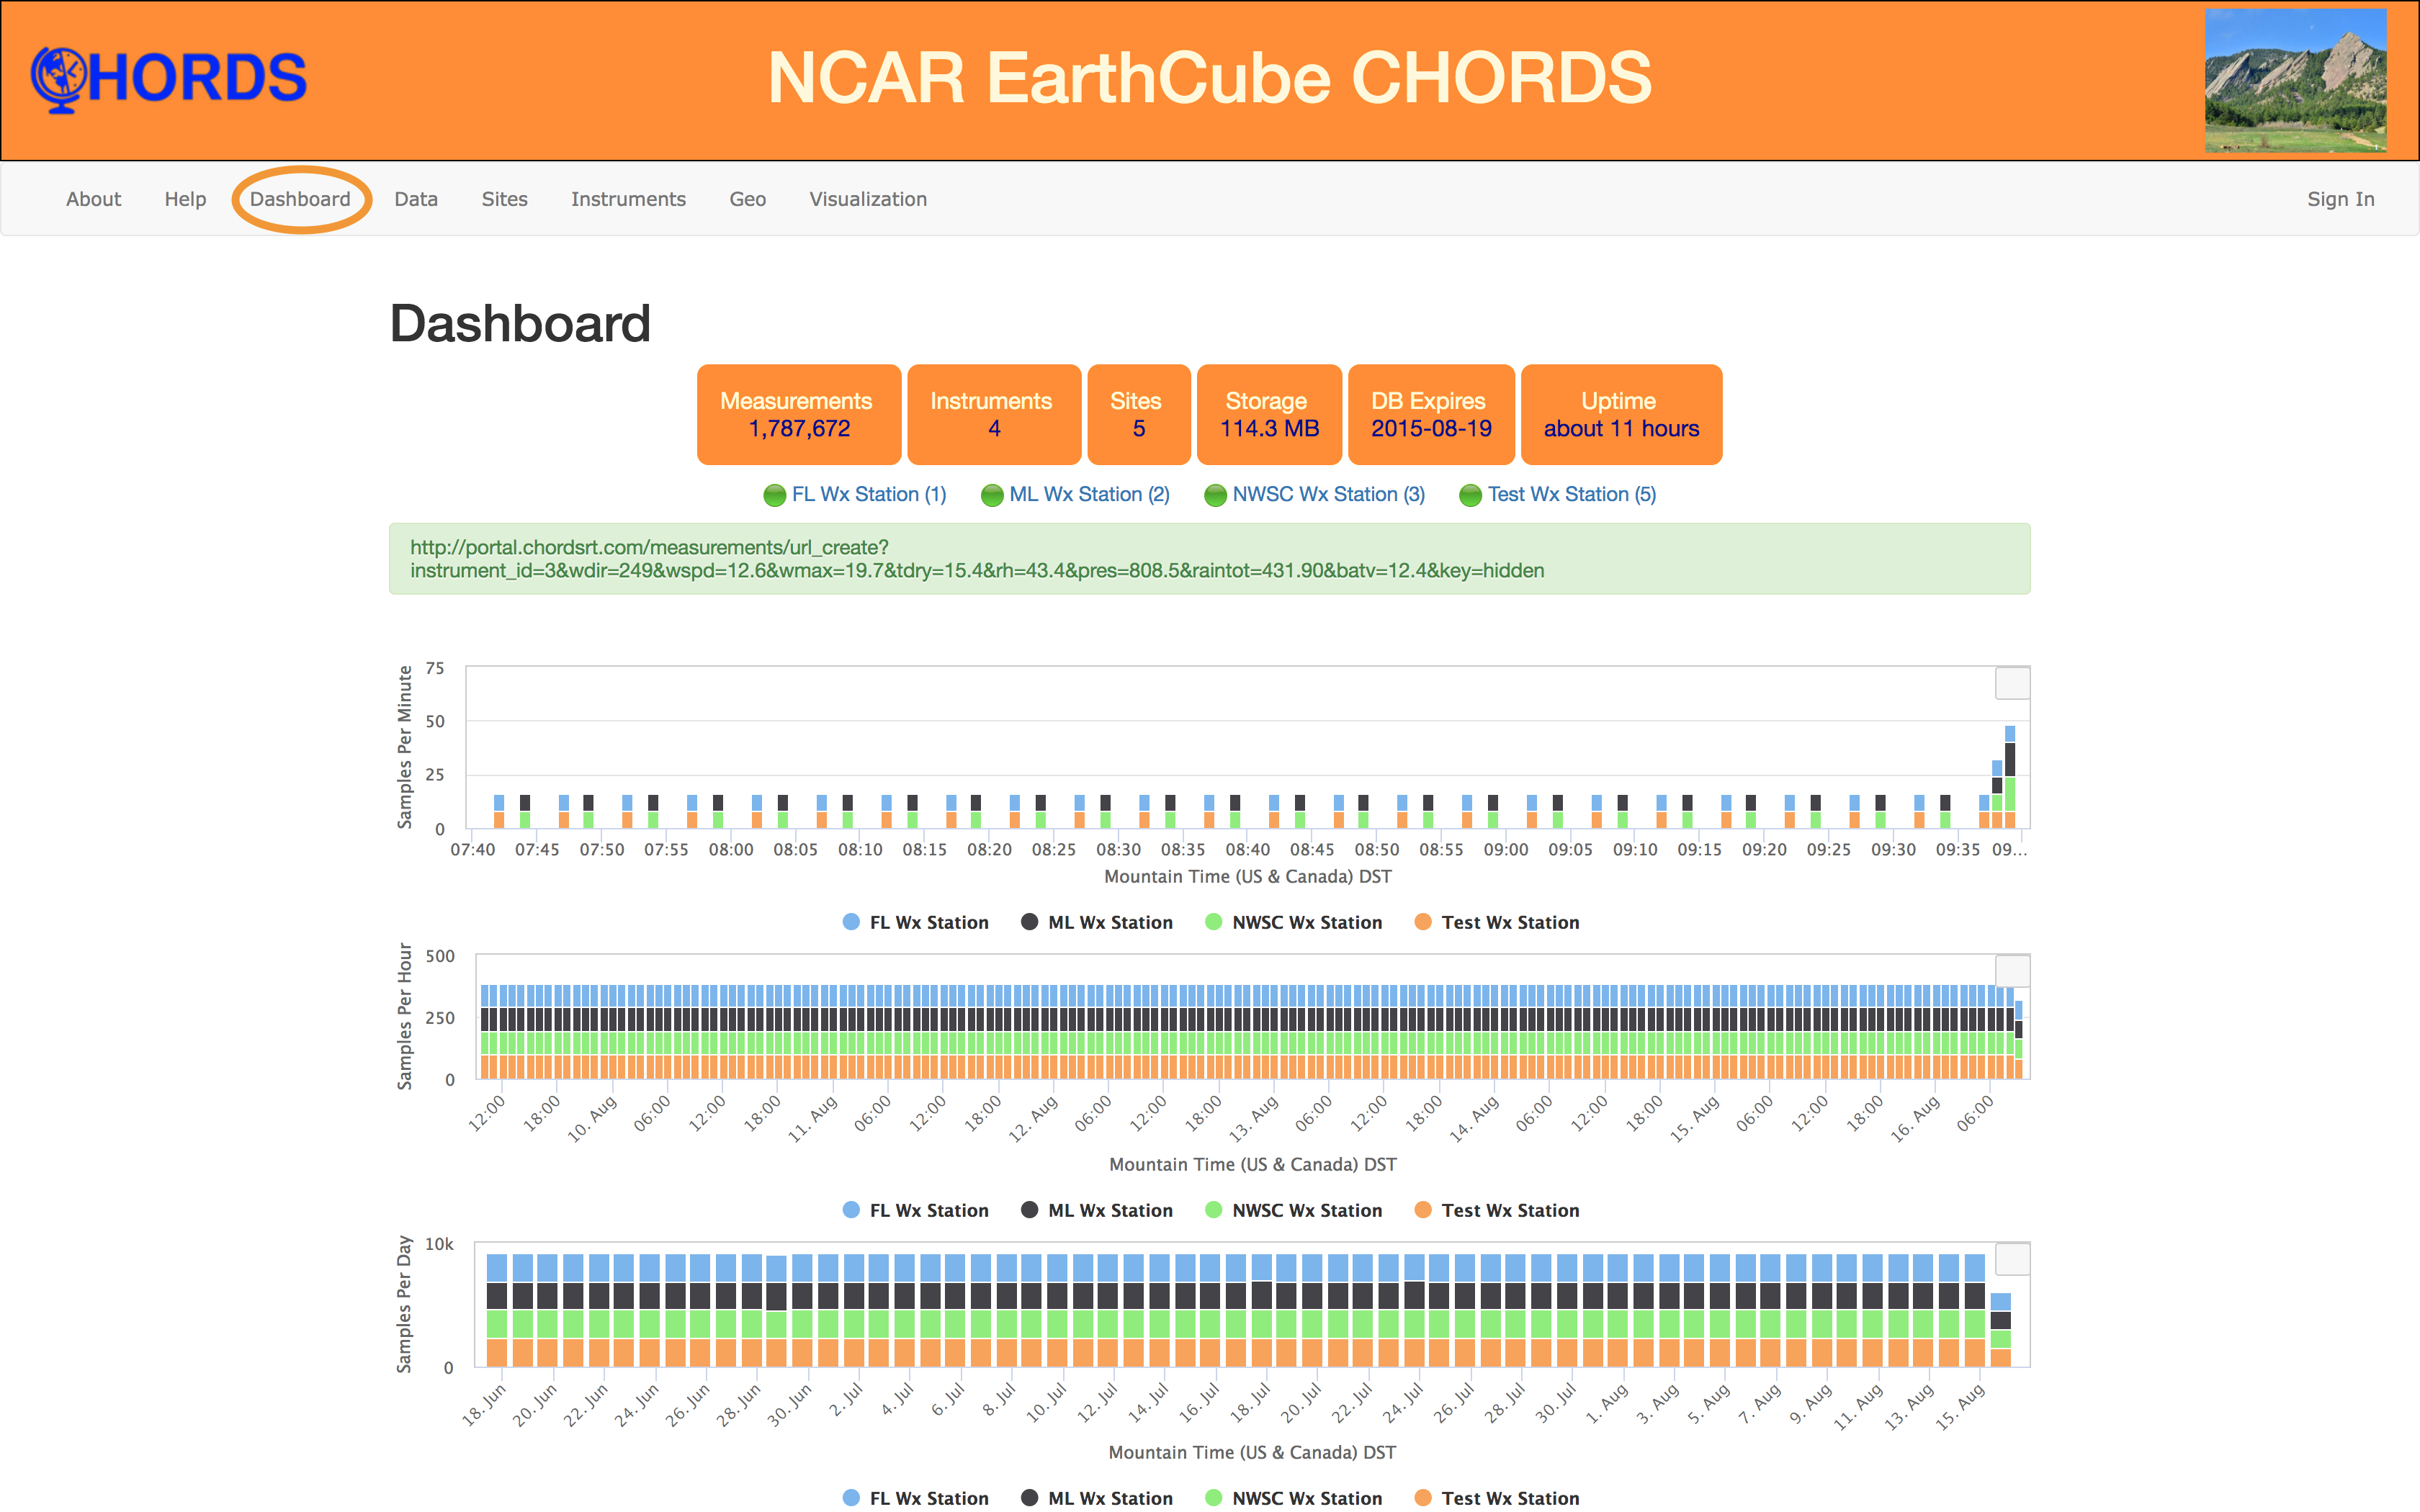 CHORDS
NCAR EarthCube CHORDS
About Help Dashboard Data Sites Instruments Geo Visualization Sign In
Dashboard
Measurements Instruments Sites Storage DB Expires Uptime
1,787,672 4 5 114.3 MB 2015-08-19 about 11 hours
FL Wx Station (1) ML Wx Station (2) NWSC Wx Station (3) Test Wx Station (5)
http://portal.chordsrt.com/measurements/url_create?
instrument_id=3&wdir=249&wspd=12.6&wmax=19.7&tdry=15.4&rh=43.4&pres=808.5&raintot=431.90&batv=12.4&key=hidden
Samples Per Minute
75
50
25
0
07:40 07:45 07:50 07:55 08:00 08:05 08:10 08:15 08:20 08:25 08:30 08:35 08:40 08:45 08:50 08:55 09:00 09:05 09:10 09:15 09:20 09:25 09:30 09:35 09...
Mountain Time (US & Canada) DST
FL Wx Station ML Wx Station NWSC Wx Station Test Wx Station
Samples Per Hour
500
250
0
12:00 18:00 10. Aug 06:00 12:00 18:00 11. Aug 06:00 12:00 18:00 12. Aug 06:00 12:00 18:00 13. Aug 06:00 12:00 18:00 14. Aug 06:00 12:00 18:00 15. Aug 06:00 12:00 18:00 16. Aug 06:00
Mountain Time (US & Canada) DST
FL Wx Station ML Wx Station NWSC Wx Station Test Wx Station
Samples Per Day
10k
0
18. Jun 20. Jun 22. Jun 24. Jun 26. Jun 28. Jun 30. Jun 2. Jul 4. Jul 6. Jul 8. Jul 10. Jul 12. Jul 14. Jul 16. Jul 18. Jul 20. Jul 22. Jul 24. Jul 26. Jul 28. Jul 30. Jul 1. Aug 3. Aug 5. Aug 7. Aug 9. Aug 11. Aug 13. Aug 15. Aug
Mountain Time (US & Canada) DST
FL Wx Station ML Wx Station NWSC Wx Station Test Wx Station